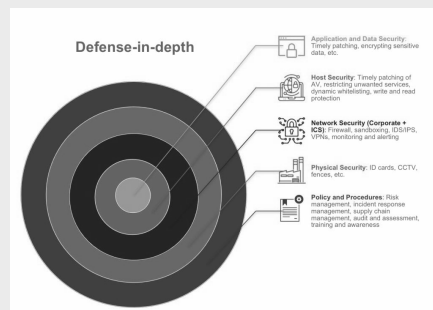 Defense-in-depth
Application and Data Security:
Timely patching, encrypting sensitive
data, etc.
Host Security: Timely patching of
AV, restricting unwanted services,
dynamic whitelisting, write and read
protection
Network Security (Corporate +
ICS): Firewall, sandboxing, IDS/IPS,
VPNs, monitoring and alerting
Physical Security: ID cards, CCTV,
fences, etc.
Policy and Procedures: Risk
management, incident response
management, supply chain
management, audit and assessment,
training and awareness